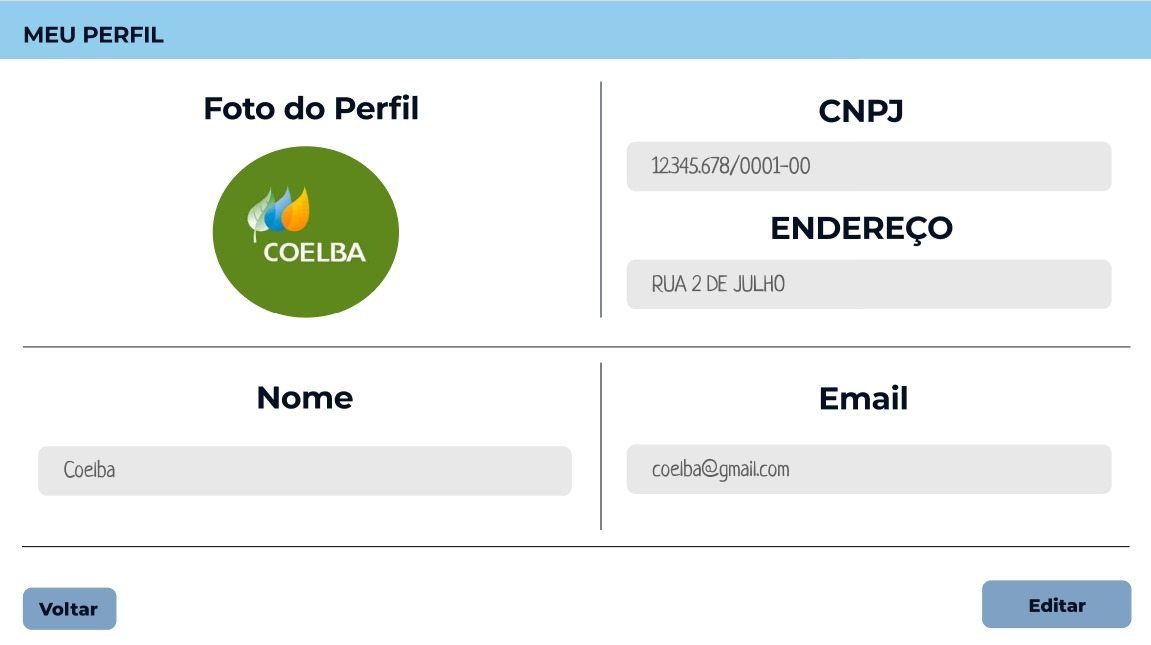 MEU PERFIL
Foto do Perfil
COELBA
CNPJ
12.345.678/0001-00
ENDEREÇO
RUA 2 DE JULHO
Nome
Coelba
Email
coelba@gmail.com
Voltar
Editar